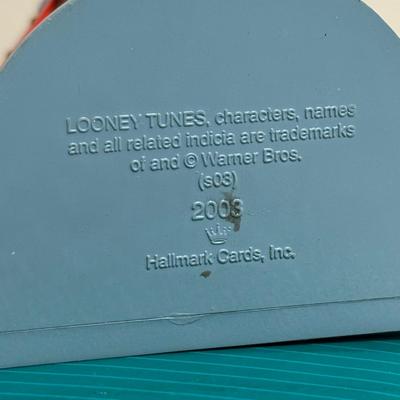 LOONEY TUNES, characters, names
and all related indicia are trademarks
of and © Warner Bros.
(s03)
2003
Hallmark Cards, Inc.